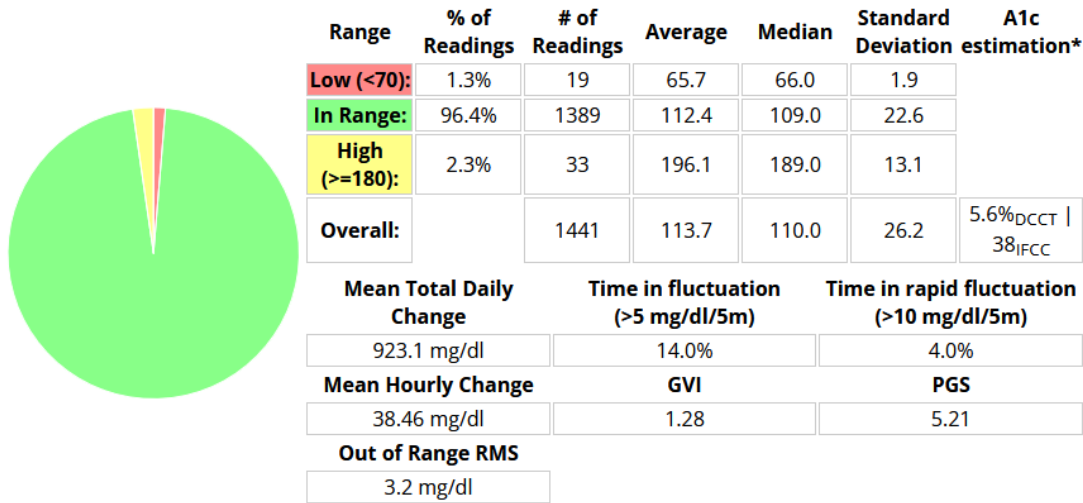 Range % of Readings # of Readings Average Median Standard Deviation A1c estimation*
Low (<70): 1.3% 19 65.7 66.0 1.9
In Range: 96.4% 1389 112.4 109.0 22.6
High (>=180): 2.3% 33 196.1 189.0 13.1
Overall: 1441 113.7 110.0 26.2 5.6%DCCT | 38IFCC
Mean Total Daily Change Time in fluctuation (>5 mg/dl/5m) Time in rapid fluctuation (>10 mg/dl/5m)
923.1 mg/dl 14.0% 4.0%
Mean Hourly Change GVI PGS
38.46 mg/dl 1.28 5.21
Out of Range RMS
3.2 mg/dl